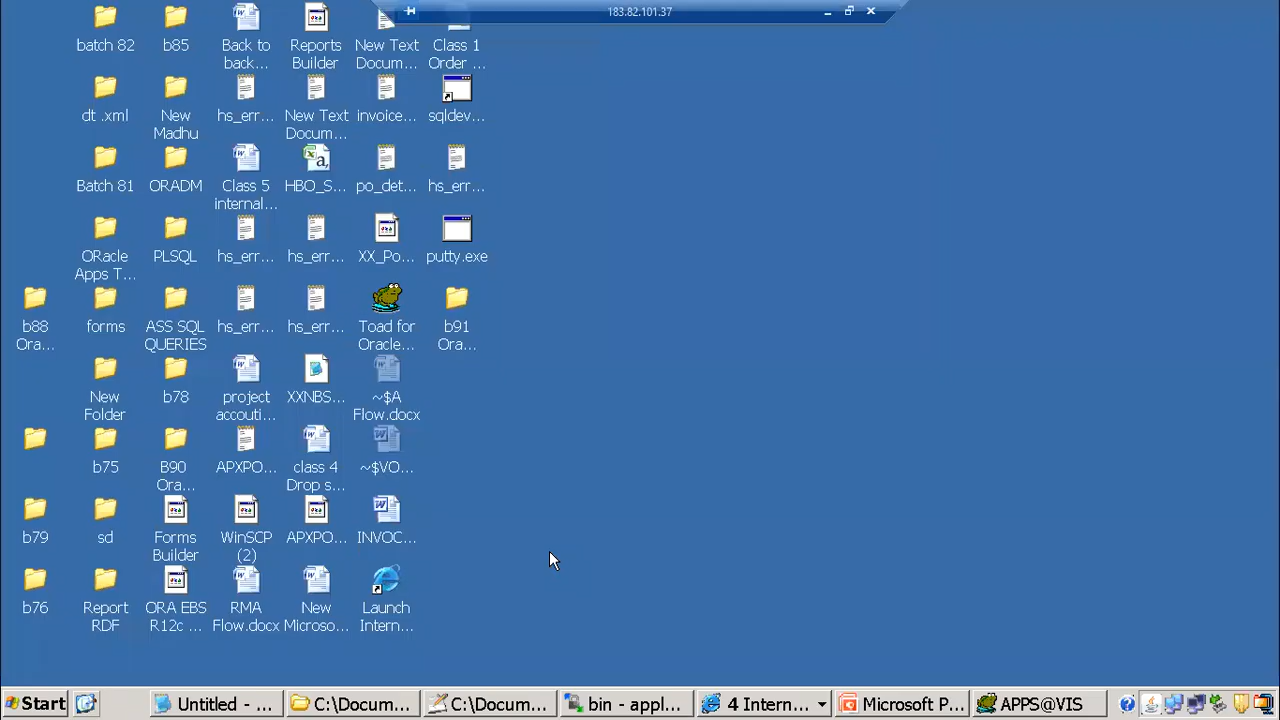 183.82.101.37
batch 82
b85
Back to
back...
Reports
Builder
New Text
Docum...
Class 1
Order ...
dt .xml
New
Madhu
hs_err...
New Text
Docum...
invoice...
sqldev...
Batch 81
ORADM
Class 5
internal...
HBO_S...
po_det...
hs_err...
ORacle
Apps T...
PLSQL
hs_err...
hs_err...
XX_Po...
putty.exe
b88
Ora...
forms
ASS SQL
QUERIES
hs_err...
hs_err...
Toad for
Oracle...
b91
Ora...
New
Folder
b78
project
accouti...
XXNBS...
~$A
Flow.docx
b75
B90
Ora...
APXPO...
class 4
Drop s...
~$VO...
b79
sd
Forms
Builder
WinSCP
(2)
APXPO...
INVOC...
b76
Report
RDF
ORA EBS
R12c ...
RMA
Flow.docx
New
Microso...
Launch
Intern...
Start
Untitled - ...
C:\Docum...
C:\Docum...
bin - appl...
4 Intern...
Microsoft P...
APPS@VIS